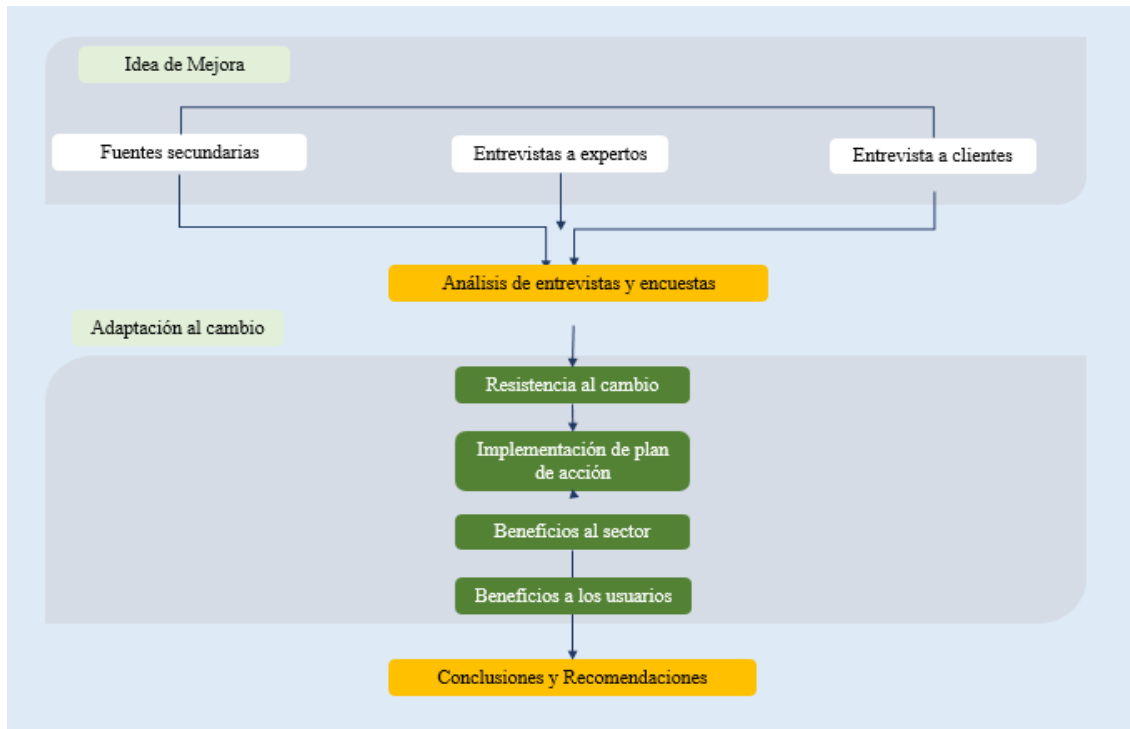 Idea de Mejora
Fuentes secundarias
Entrevistas a expertos
Entrevista a clientes
Análisis de entrevistas y encuestas
Adaptación al cambio
Resistencia al cambio
Implementación de plan
de acción
Beneficios al sector
Beneficios a los usuarios
Conclusiones y Recomendaciones